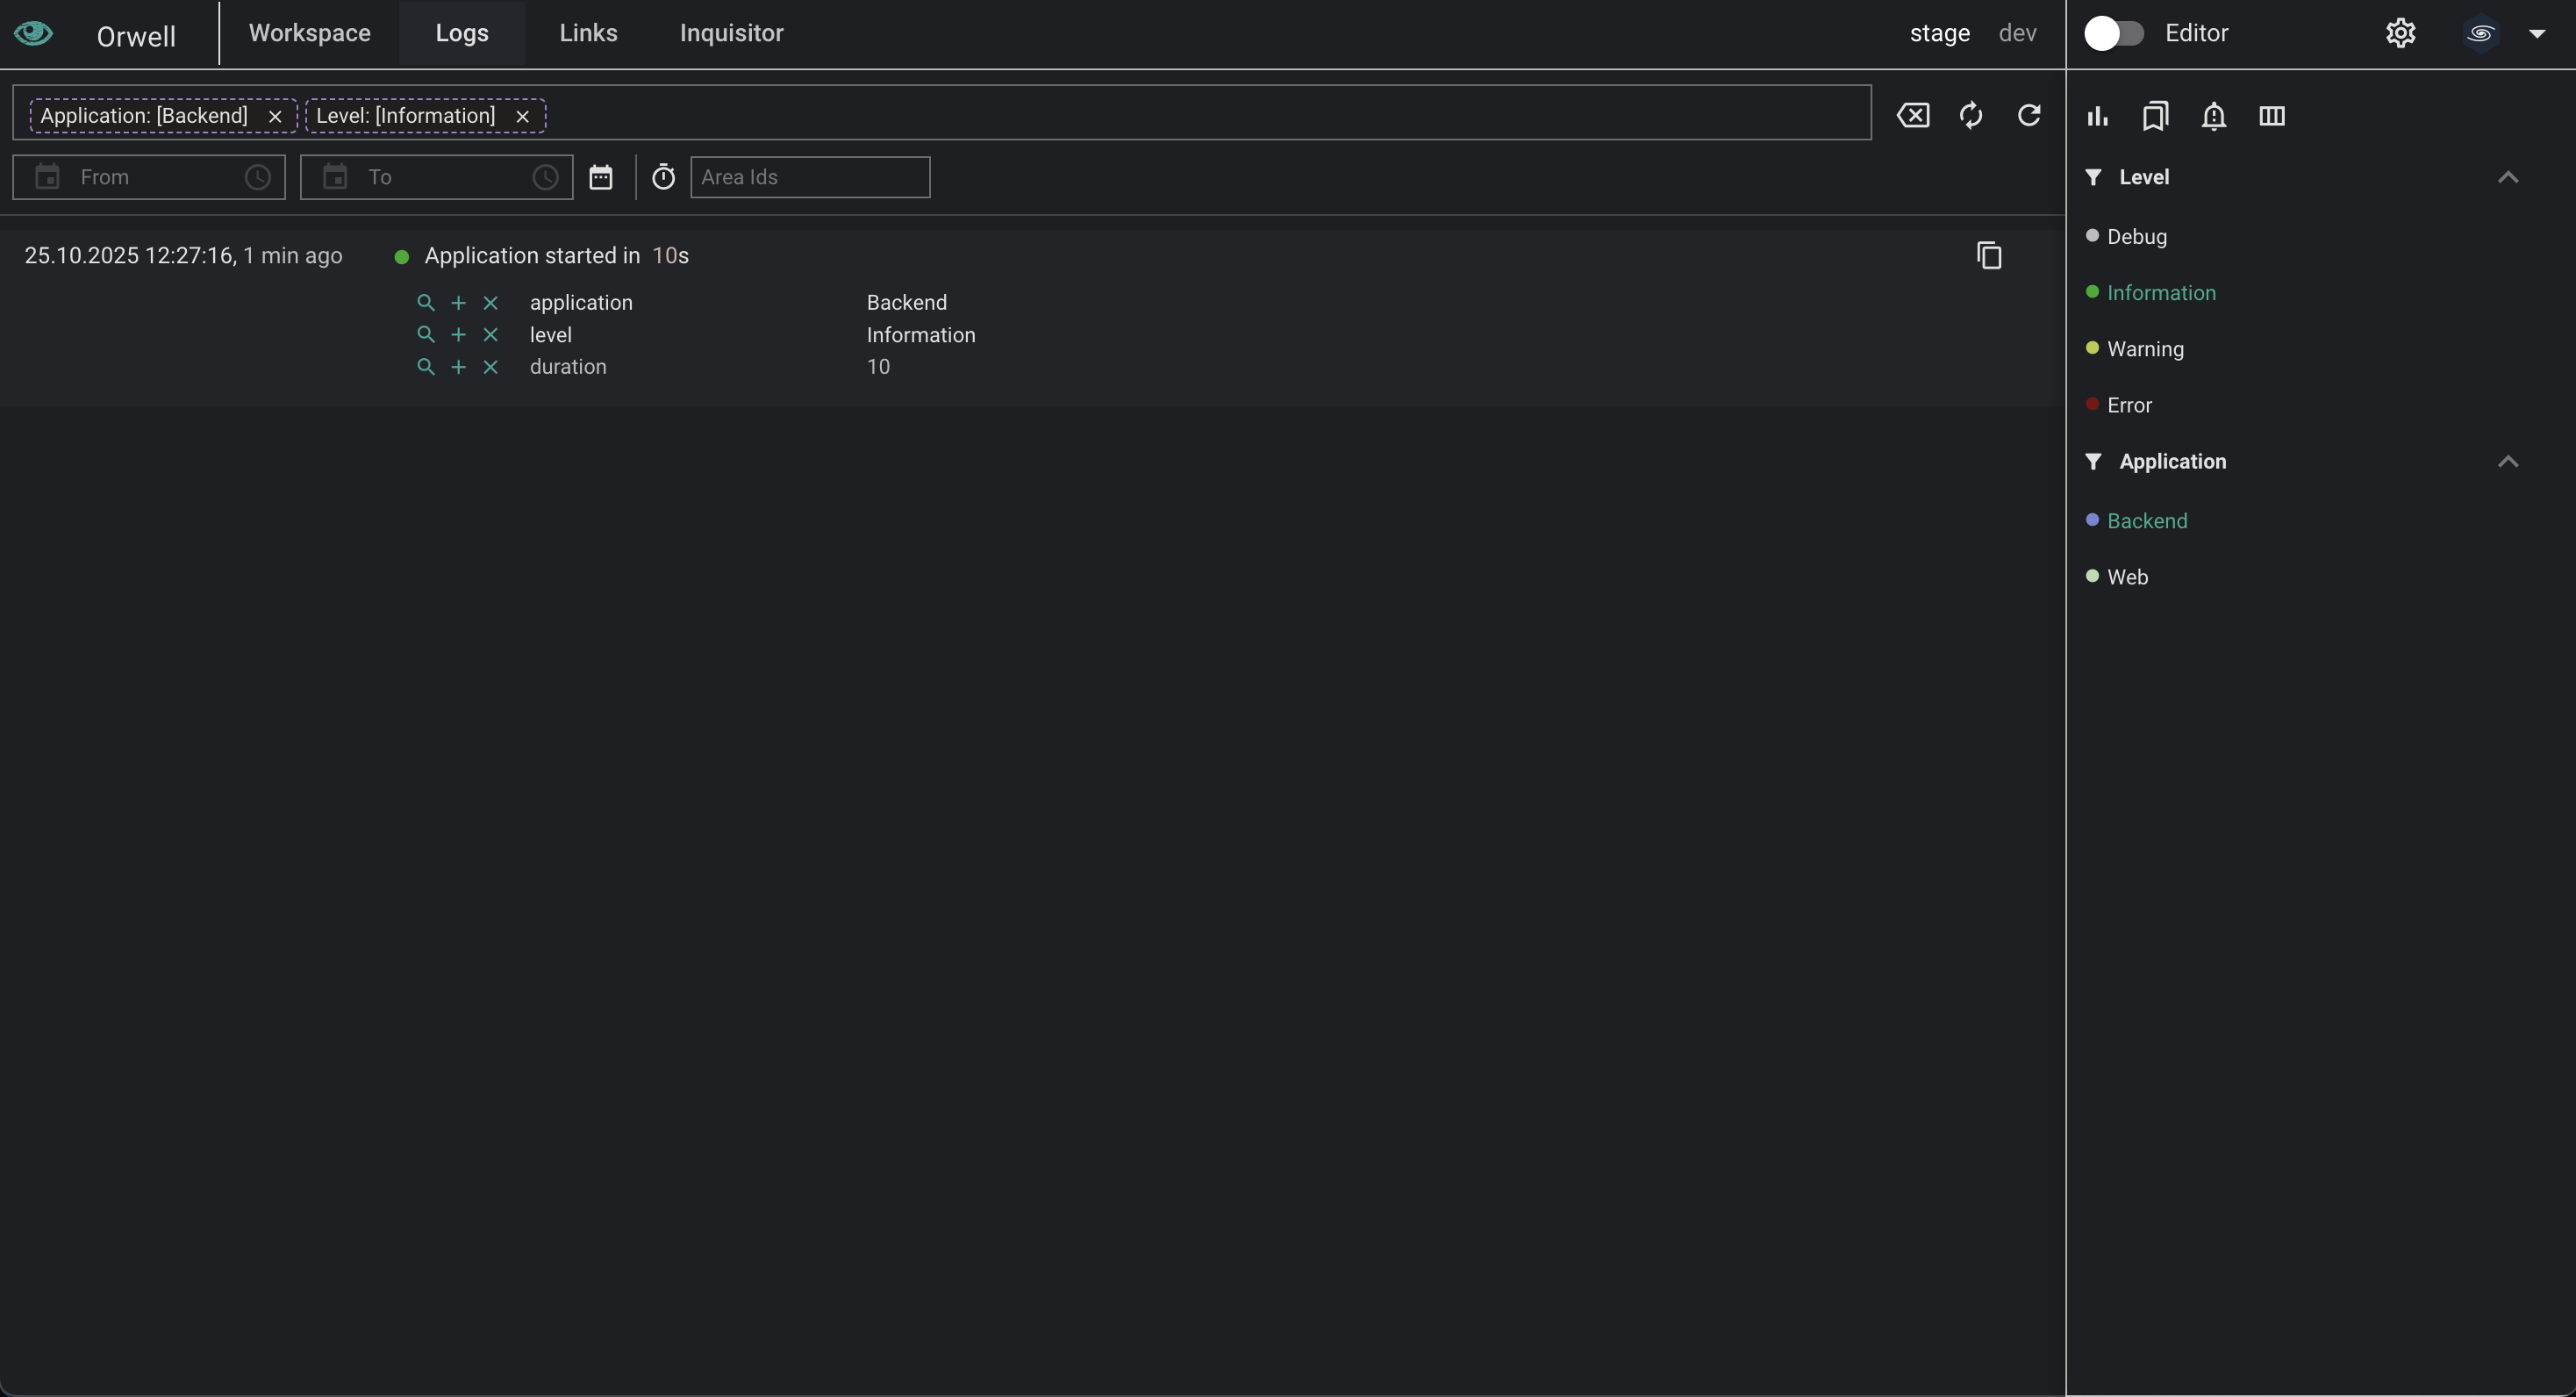 Orwell Workspace Logs Links Inquisitor stage dev Editor
Application: [Backend] Level: [Information]
From To Area Ids
25.10.2025 12:27:16, 1 min ago Application started in 10s
application Backend
level Information
duration 10
Level
Debug
Information
Warning
Error
Application
Backend
Web